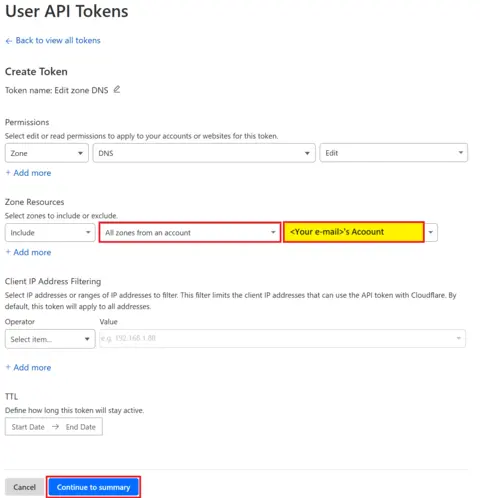 User API Tokens
← Back to view all tokens
Create Token
Token name: Edit zone DNS
Permissions
Select edit or read permissions to apply to your accounts or websites for this token.
Zone DNS Edit
+ Add more
Zone Resources
Select zones to include or exclude.
Include All zones from an account <Your e-mail>'s Acoount
+ Add more
Client IP Address Filtering
Select IP addresses or ranges of IP addresses to filter. This filter limits the client IP addresses that can use the API token with Cloudflare. By
default, this token will apply to all addresses.
Operator Value
Select item... e.g. 192.168.1.88
+ Add more
TTL
Define how long this token will stay active.
Start Date → End Date
Cancel Continue to summary